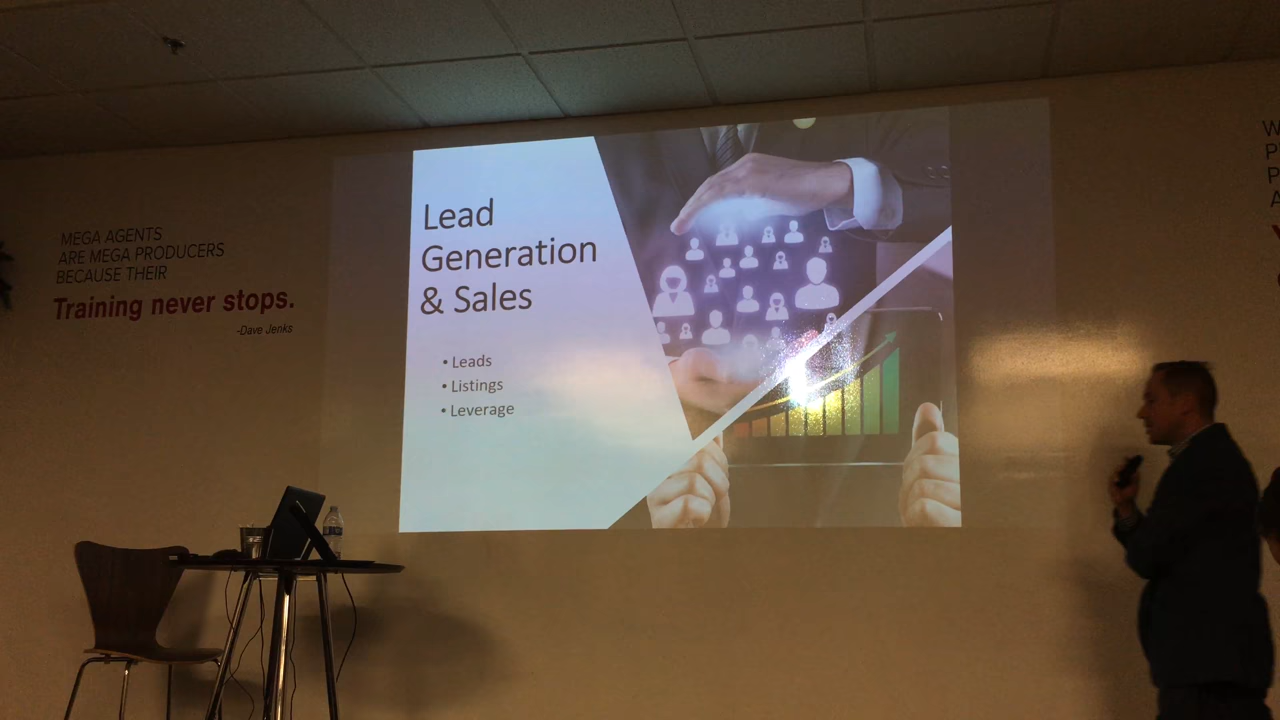 MEGA AGENTS
ARE MEGA PRODUCERS
BECAUSE THEIR
Training never stops.
-Dave Jenks
Lead
Generation
& Sales
• Leads
• Listings
• Leverage